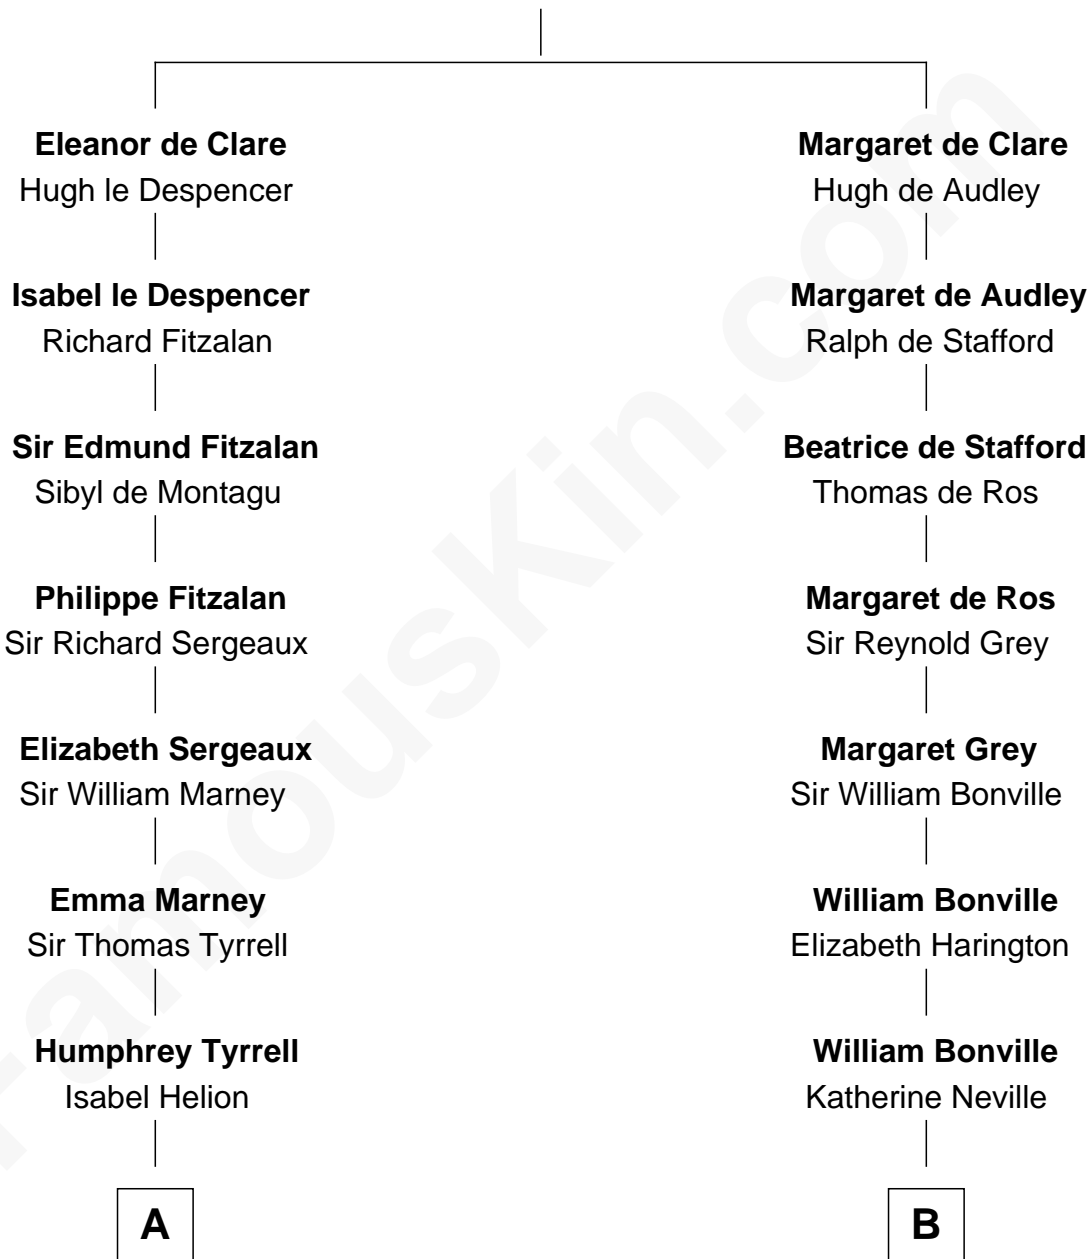 Eleanor de Clare
Hugh le Despencer
Margaret de Clare
Hugh de Audley
Isabel le Despencer
Richard Fitzalan
Margaret de Audley
Ralph de Stafford
Sir Edmund Fitzalan
Sibyl de Montagu
Beatrice de Stafford
Thomas de Ros
Philippe Fitzalan
Sir Richard Sergeaux
Margaret de Ros
Sir Reynold Grey
Elizabeth Sergeaux
Sir William Marney
Margaret Grey
Sir William Bonville
Emma Marney
Sir Thomas Tyrrell
William Bonville
Elizabeth Harington
Humphrey Tyrrell
Isabel Helion
William Bonville
Katherine Neville
A
B
FamousKin.com